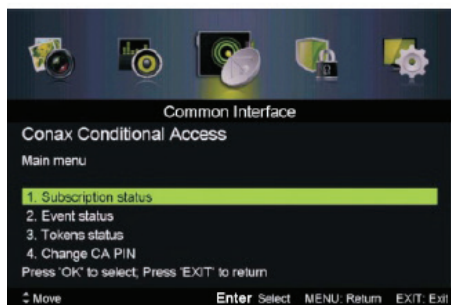 Common Interface
Conax Conditional Access
Main menu
1. Subscription status
2. Event status
3. Tokens status
4. Change CA PIN
Press 'OK' to select; Press 'EXIT' to return
Move Enter Select MENU: Return EXIT: Exit